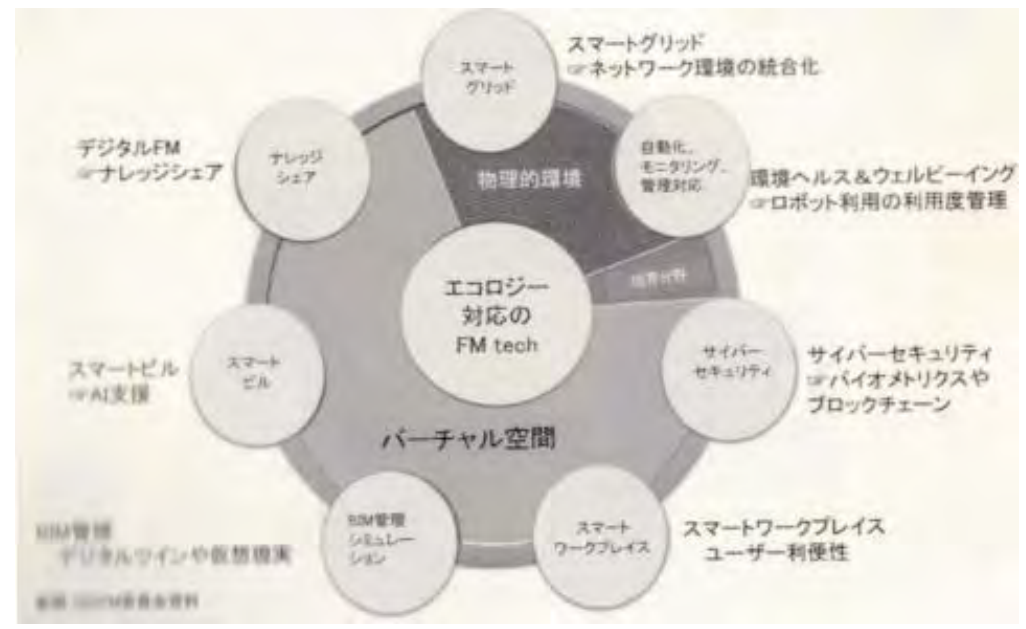 スマートグリッド
☞ネットワーク環境の統合化
スマート
グリッド
デジタルFM
☞ナレッジシェア
ナレッジ
シェア
自動化、
モニタリング、
管理対応
物理的環境
環境ヘルス&ウェルビーイング
☞ロボット利用の利用度管理
エコロジー
対応の
FM tech
サイバー
セキュリティ
サイバーセキュリティ
☞バイオメトリクスや
ブロックチェーン
スマートビル
☞AI支援
スマート
ビル
バーチャル空間
BIM管理
デジタルツインや仮想現実
BIM管理
シミュレー
ション
スマート
ワークプレイス
スマートワークプレイス
ユーザー利便性